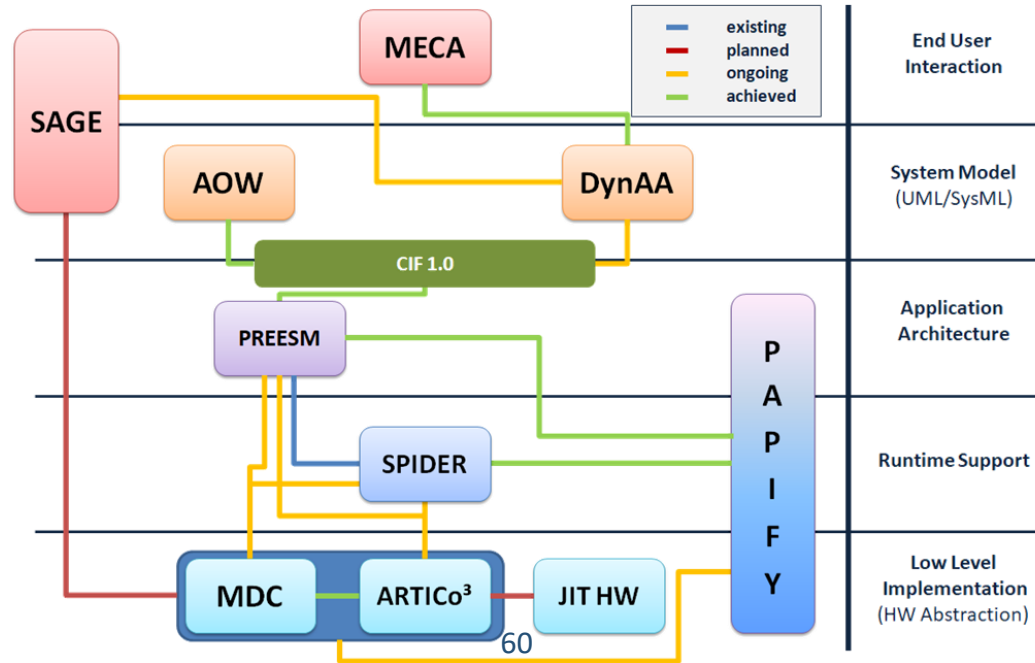 existing
planned
ongoing
achieved
End User
Interaction
MECA
SAGE
AOW
DynAA
System Model
(UML/SysML)
CIF 1.0
Application
Architecture
PREESM
P
A
P
I
F
Y
SPIDER
Runtime Support
Low Level
Implementation
(HW Abstraction)
MDC
ARTICo³
JIT HW
60